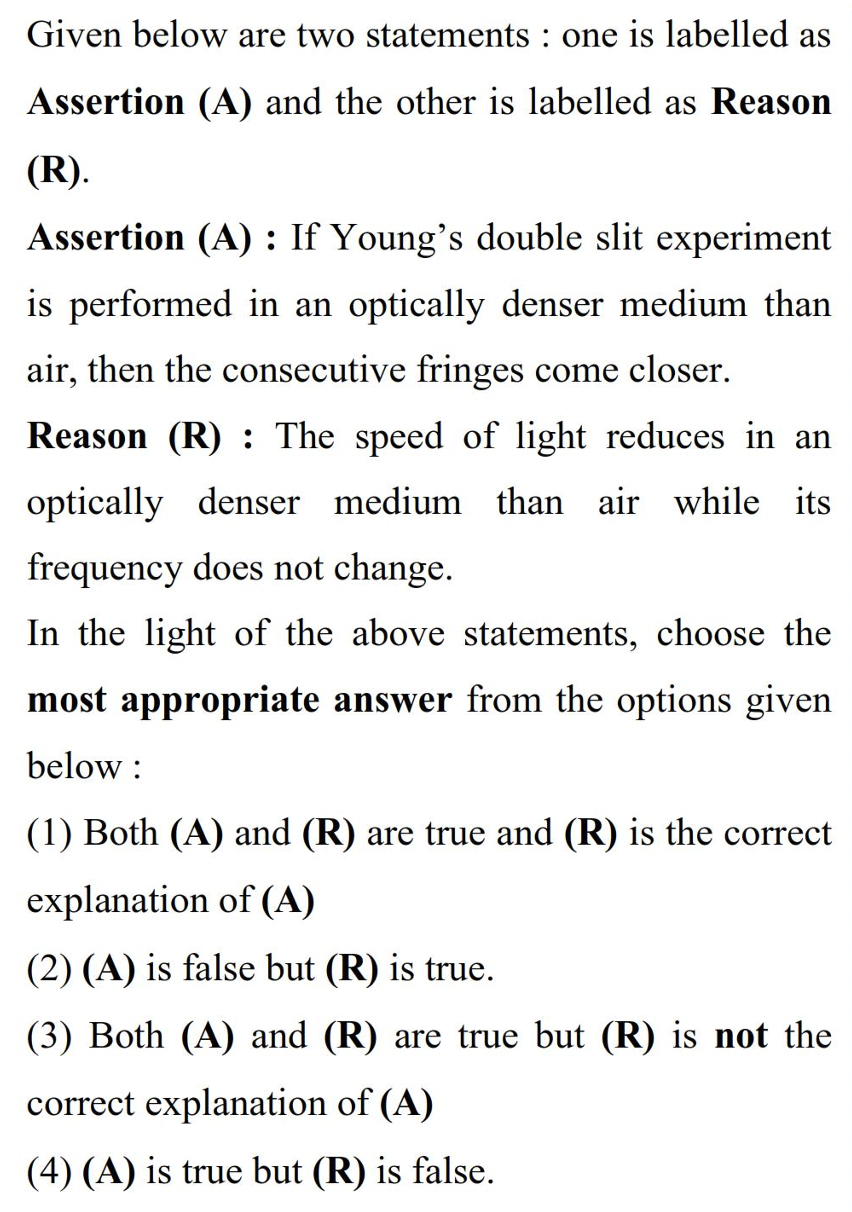 Given below are two statements : one is labelled as
Assertion (A) and the other is labelled as Reason
(R).
Assertion (A) : If Young’s double slit experiment
is performed in an optically denser medium than
air, then the consecutive fringes come closer.
Reason (R) : The speed of light reduces in an
optically denser medium than air while its
frequency does not change.
In the light of the above statements, choose the
most appropriate answer from the options given
below :
(1) Both (A) and (R) are true and (R) is the correct
explanation of (A)
(2) (A) is false but (R) is true.
(3) Both (A) and (R) are true but (R) is not the
correct explanation of (A)
(4) (A) is true but (R) is false.